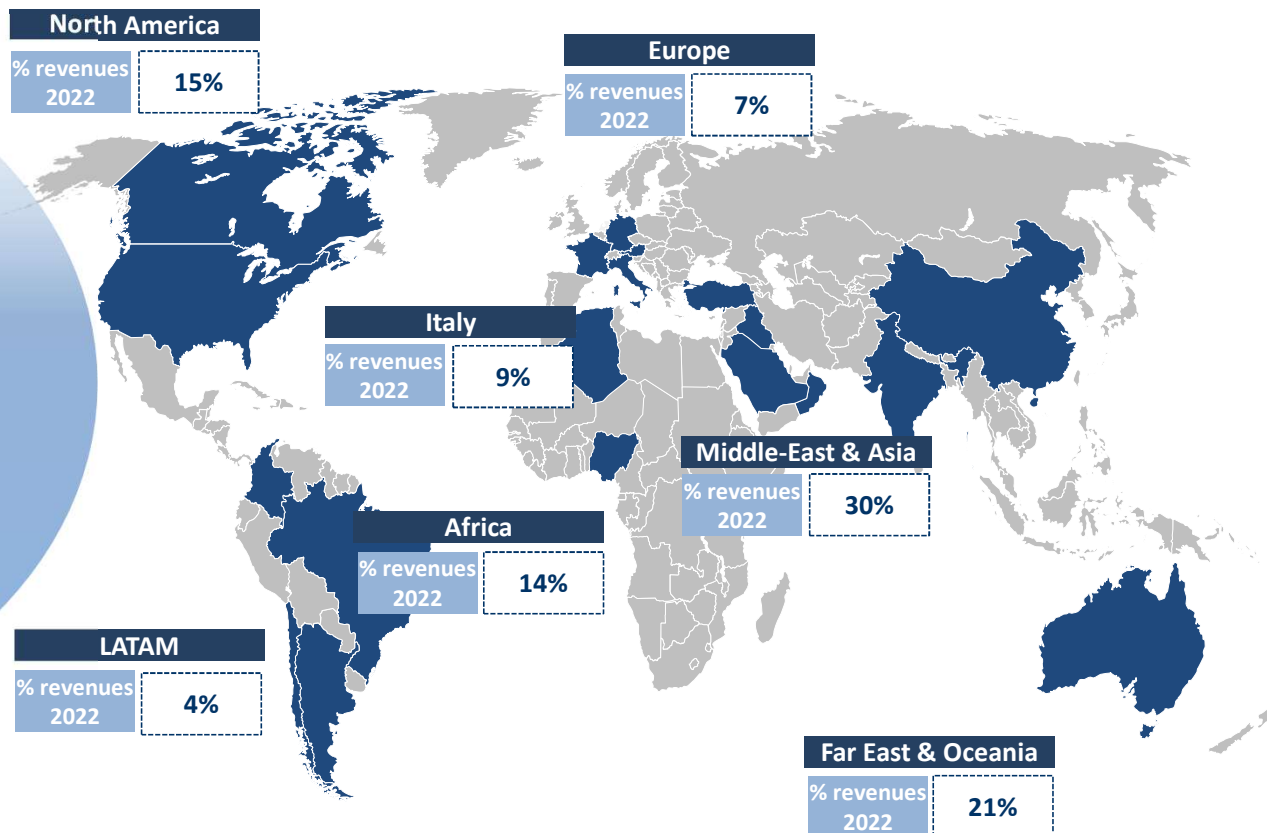 North America
% revenues
2022
15%
Europe
% revenues
2022
7%
Italy
% revenues
2022
9%
Middle-East & Asia
% revenues
2022
30%
Africa
% revenues
2022
14%
LATAM
% revenues
2022
4%
Far East & Oceania
% revenues
2022
21%